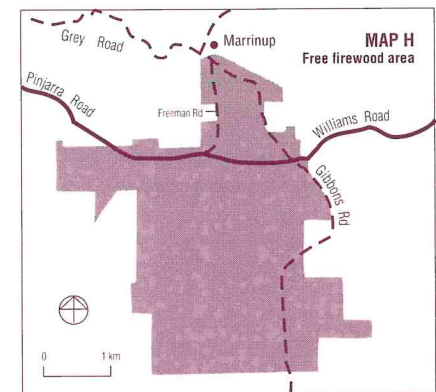 Grey Road
Marrinup
MAP H
Free firewood area
Pinjarra Road
Freeman Rd
Williams Road
Gibbons Rd
0 1 km